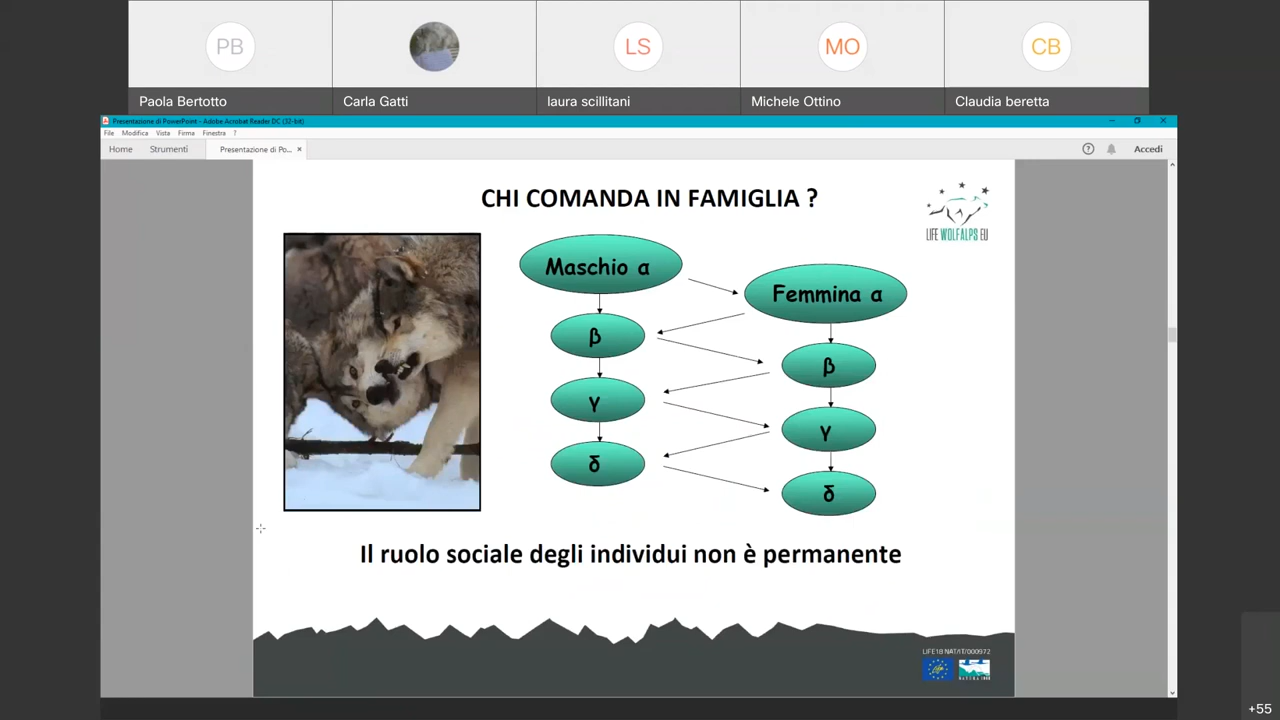 PB
LS
MO
CB
Paola Bertotto
Carla Gatti
laura scillitani
Michele Ottino
Claudia beretta
Presentazione di PowerPoint - Adobe Acrobat Reader DC (32-bit)
File Modifica Vista Firma Finestra ?
Home Strumenti Presentazione di Po... × ? Accedi
CHI COMANDA IN FAMIGLIA ?
LIFE WOLFALPS EU
Maschio α
Femmina α
β
β
γ
γ
δ
δ
Il ruolo sociale degli individui non è permanente
LIFE18 NAT/IT/000972
+55